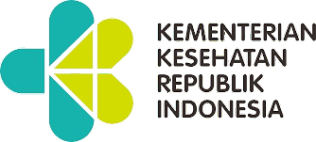 KEMENTERIAN
KESEHATAN
REPUBLIK
INDONESIA